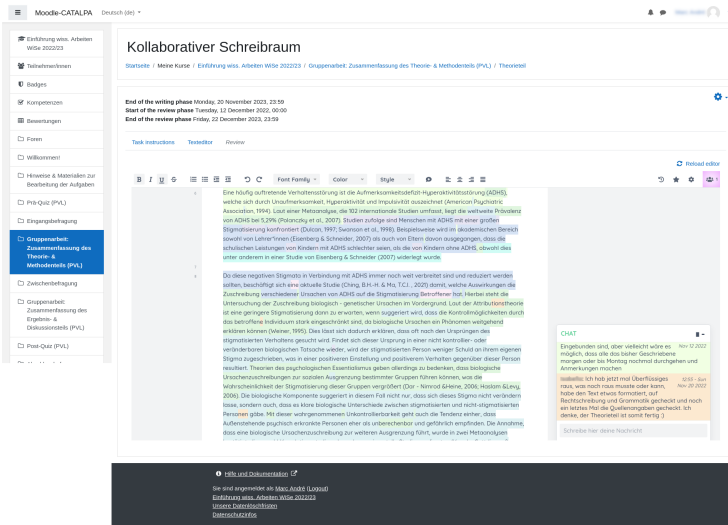 Moodle-CATALPA Deutsch (de)
Einführung wiss. Arbeiten
WiSe 2022/23
Teilnehmer/innen
Badges
Kompetenzen
Bewertungen
Foren
Willkommen!
Hinweise & Materialien zur
Bearbeitung der Aufgaben
Prä-Quiz (PVL)
Eingangsbefragung
Gruppenarbeit:
Zusammenfassung des
Theorie- &
Methodenteils (PVL)
Zwischenbefragung
Gruppenarbeit:
Zusammenfassung des
Ergebnis- &
Diskussionsteils (PVL)
Post-Quiz (PVL)
Kollaborativer Schreibraum
Startseite / Meine Kurse / Einführung wiss. Arbeiten WiSe 2022/23 / Gruppenarbeit: Zusammenfassung des Theorie- & Methodenteils (PVL) / Theorieteil
End of the writing phase Monday, 20 November 2023, 23:59
Start of the review phase Tuesday, 12 December 2022, 00:00
End of the review phase Friday, 22 December 2023, 23:59
Task instructions Texteditor Review
Reload editor
B I U S Font Family Color Style
Eine häufig auftretende Verhaltensstörung ist die Aufmerksamkeitsdefizit-Hyperaktivitätsstörung (ADHS),
welche sich durch Unaufmerksamkeit, Hyperaktivität und Impulsivität auszeichnet (American Psychiatric
Association, 1994). Laut einer Metaanalyse, die 102 internationale Studien umfasst, liegt die weltweite Prävalenz
von ADHS bei 5,29% (Polanczky et al., 2007). Studien zufolge sind Menschen mit ADHS mit einer großen
Stigmatisierung konfrontiert (Dulcan, 1997; Swanson et al., 1998). Beispielsweise wird im akademischen Bereich
sowohl von Lehrer*innen (Eisenberg & Schneider, 2007) als auch von Eltern davon ausgegangen, dass die
schulischen Leistungen von Kindern mit ADHS schlechter seien, als die von Kindern ohne ADHS, obwohl dies
unter anderem in einer Studie von Eisenberg & Schneider (2007) widerlegt wurde.
Da diese negativen Stigmata in Verbindung mit ADHS immer noch weit verbreitet sind und reduziert werden
sollten, beschäftigt sich eine aktuelle Studie (Ching, B.H.-H. & Mo, T.C.I. , 2021) damit, welche Auswirkungen die
Zuschreibung verschiedener Ursachen von ADHS auf die Stigmatisierung Betroffener hat. Hierbei steht die
Untersuchung der Zuschreibung biologisch - genetischer Ursachen im Vordergrund. Laut der Attributionstheorie
ist eine geringere Stigmatisierung dann zu erwarten, wenn suggeriert wird, dass die Kontrollmöglichkeiten durch
das betroffene Individuum stark eingeschränkt sind, da biologische Ursachen ein Phänomen weitgehend
erklären können (Weiner, 1995). Dies lässt sich dadurch erklären, dass oft nach den Ursprüngen des
stigmatisierten Verhaltens gesucht wird. Findet sich dieser Ursprung in einer nicht kontrollier- oder
veränderbaren biologischen Tatsache wieder, wird der stigmatisierten Person weniger Schuld an ihrem eigenen
Stigma zugeschrieben, was in einer positiveren Einstellung und positiverem Verhalten gegenüber dieser Person
resultiert. Theorien des psychologischen Essentialismus geben allerdings zu bedenken, dass biologische
Ursachenzuschreibungen zur sozialen Ausgrenzung bestimmter Gruppen führen können, was die
Wahrscheinlichkeit der Stigmatisierung dieser Gruppen vergrößert (Dar - Nimrod &Heine, 2006; Haslam &Levy,
2006). Die biologische Komponente suggeriert in diesem Fall nicht nur, dass sich dieses Stigma nicht verändern
lasse, sondern auch, dass es klare biologische Unterschiede zwischen stigmatisierten und nicht-stigmatisierten
Personen gäbe. Mit dieser wahrgenommenen Unkontrollierbarkeit geht auch die Tendenz einher, dass
Außenstehende psychisch erkrankte Personen eher als unberechenbar und gefährlich empfinden. Die Annahme,
dass eine biologische Ursachenzuschreibung zur weiteren Ausgrenzung führt, wurde in zwei Metaanalysen
CHAT
Eingebunden sind, aber vielleicht wäre es Nov 12 2022
möglich, dass alle das bisher Geschriebene
morgen oder bis Montag nochmal durchgehen und
Anmerkungen machen
Ich hab jetzt mal Überflüssiges 12:55 - Sun
raus, was noch raus musste oder kann, Nov 20 2022
habe den Text etwas formatiert, auf
Rechtschreibung und Grammatik gecheckt und noch
ein letztes Mal die Quellenangaben gecheckt. Ich
denke, der Theorieteil ist somit fertig :)
Schreibe hier deine Nachricht
Hilfe und Dokumentation
Sie sind angemeldet als Marc André (Logout)
Einführung wiss. Arbeiten WiSe 2022/23
Unsere Datenlöschfristen
Datenschutzinfos